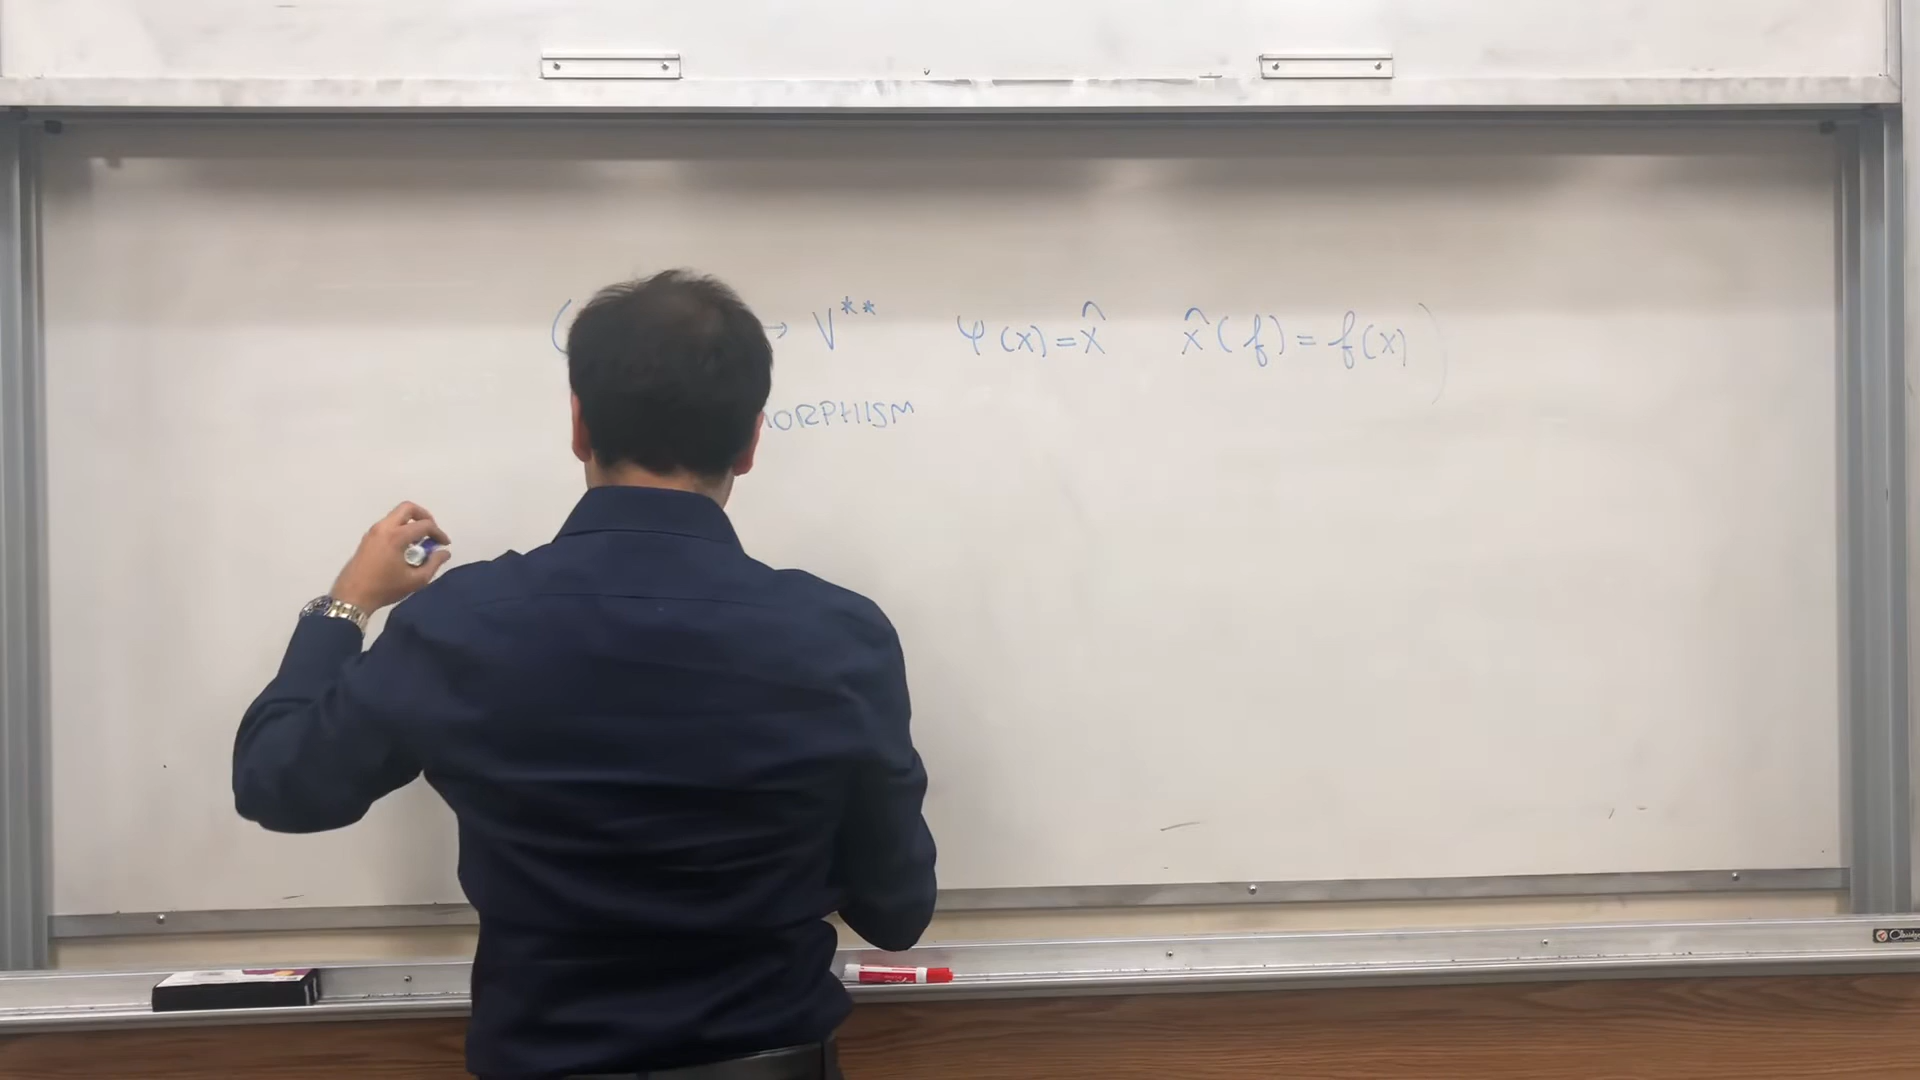 ( → V** Ψ(x)=x̂ x̂(f)=f(x) )
ORPHISM